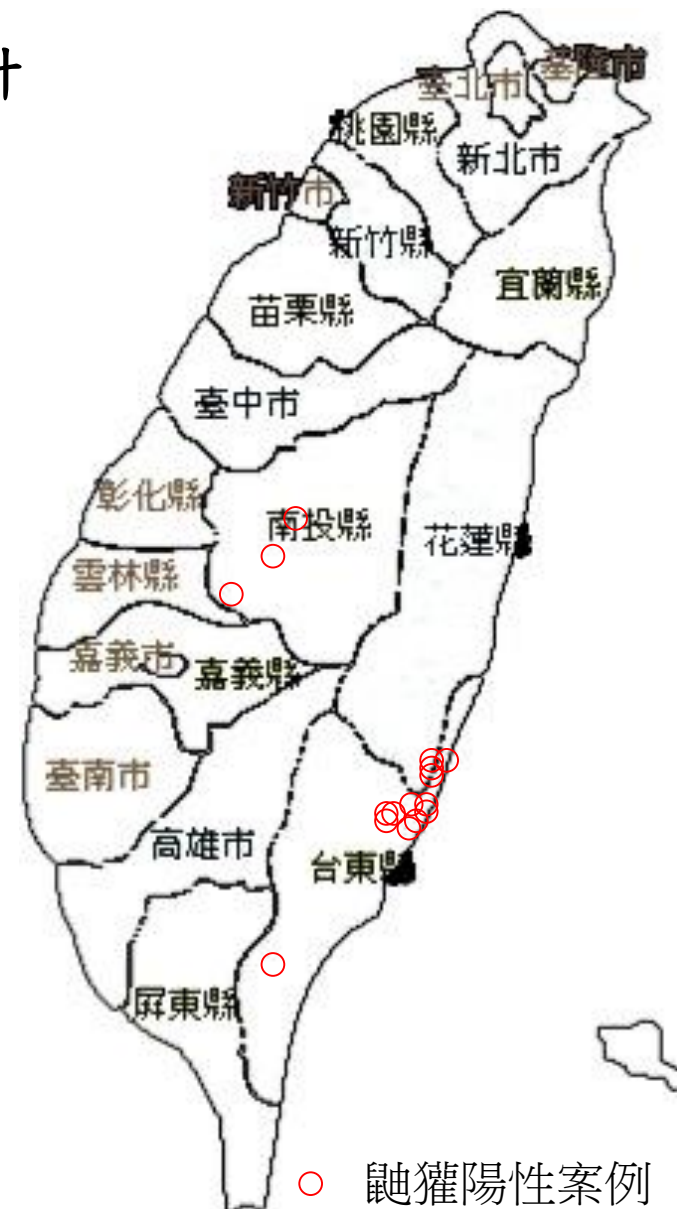 計
臺北市
基隆市
桃園縣
新北市
新竹市
新竹縣
宜蘭縣
苗栗縣
臺中市
彰化縣
南投縣
花蓮縣
雲林縣
嘉義市
嘉義縣
臺南市
高雄市
台東縣
屏東縣
鼬獾陽性案例